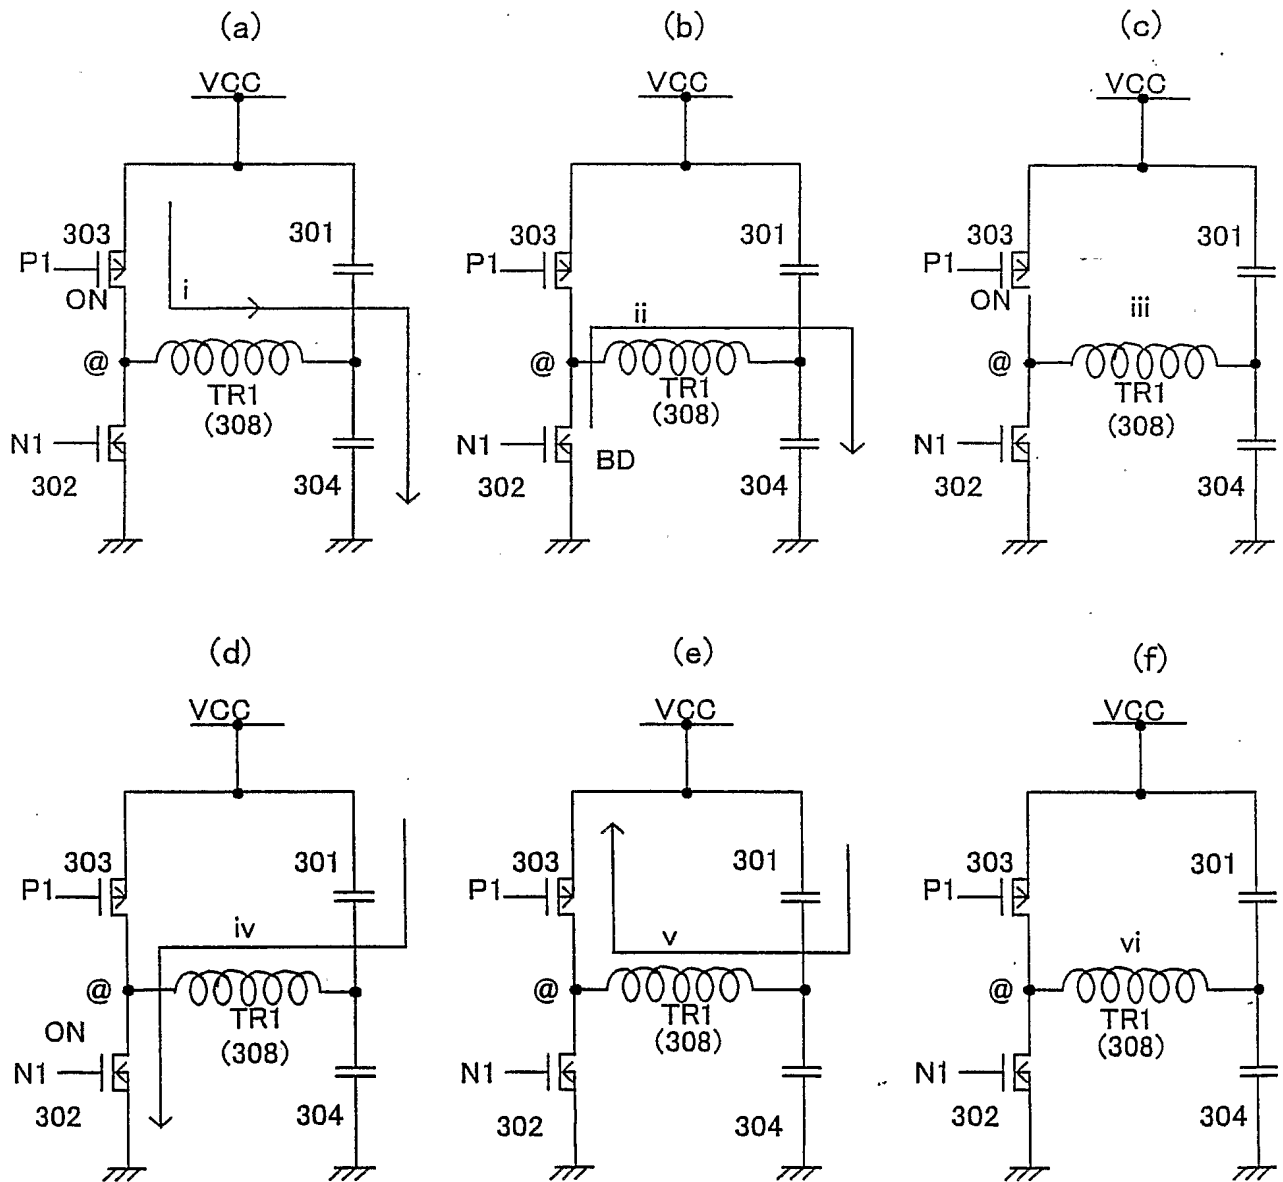 (a)
VCC
303
301
P1
ON
i
@
TR1
(308)
N1
302
304
(b)
VCC
303
301
P1
ii
@
TR1
(308)
N1
BD
302
304
(c)
VCC
303
301
P1
ON
iii
@
TR1
(308)
N1
302
304
(d)
VCC
303
301
P1
iv
@
TR1
(308)
ON
N1
302
304
(e)
VCC
303
301
P1
v
@
TR1
(308)
N1
302
304
(f)
VCC
303
301
P1
vi
@
TR1
(308)
N1
302
304